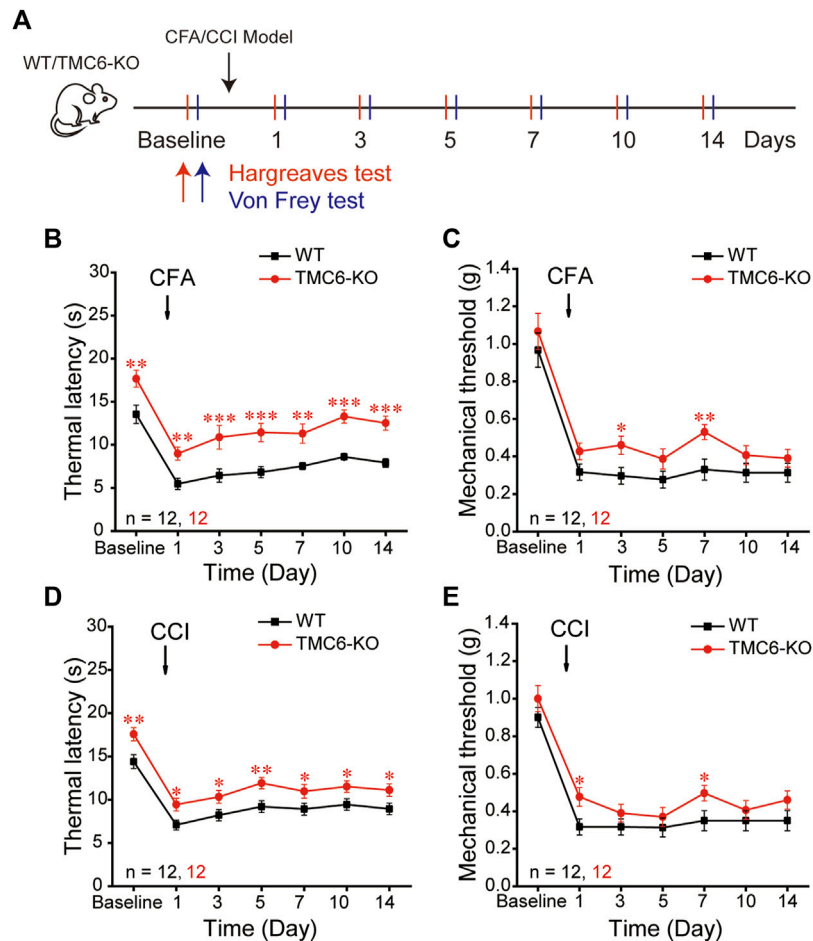 A
CFA/CCI Model
WT/TMC6-KO
Baseline 1 3 5 7 10 14 Days
Hargreaves test
Von Frey test
B
WT
TMC6-KO
CFA
Thermal latency (s)
30
25
20
15
10
5
0
** ** *** *** ** *** ***
n = 12, 12
Baseline 1 3 5 7 10 14
Time (Day)
C
WT
TMC6-KO
CFA
Mechanical threshold (g)
1.4
1.2
1.0
0.8
0.6
0.4
0.2
0.0
* **
n = 12, 12
Baseline 1 3 5 7 10 14
Time (Day)
D
WT
TMC6-KO
CCI
Thermal latency (s)
30
25
20
15
10
5
0
** * * ** * * *
n = 12, 12
Baseline 1 3 5 7 10 14
Time (Day)
E
WT
TMC6-KO
CCI
Mechanical threshold (g)
1.4
1.2
1.0
0.8
0.6
0.4
0.2
0.0
* *
n = 12, 12
Baseline 1 3 5 7 10 14
Time (Day)